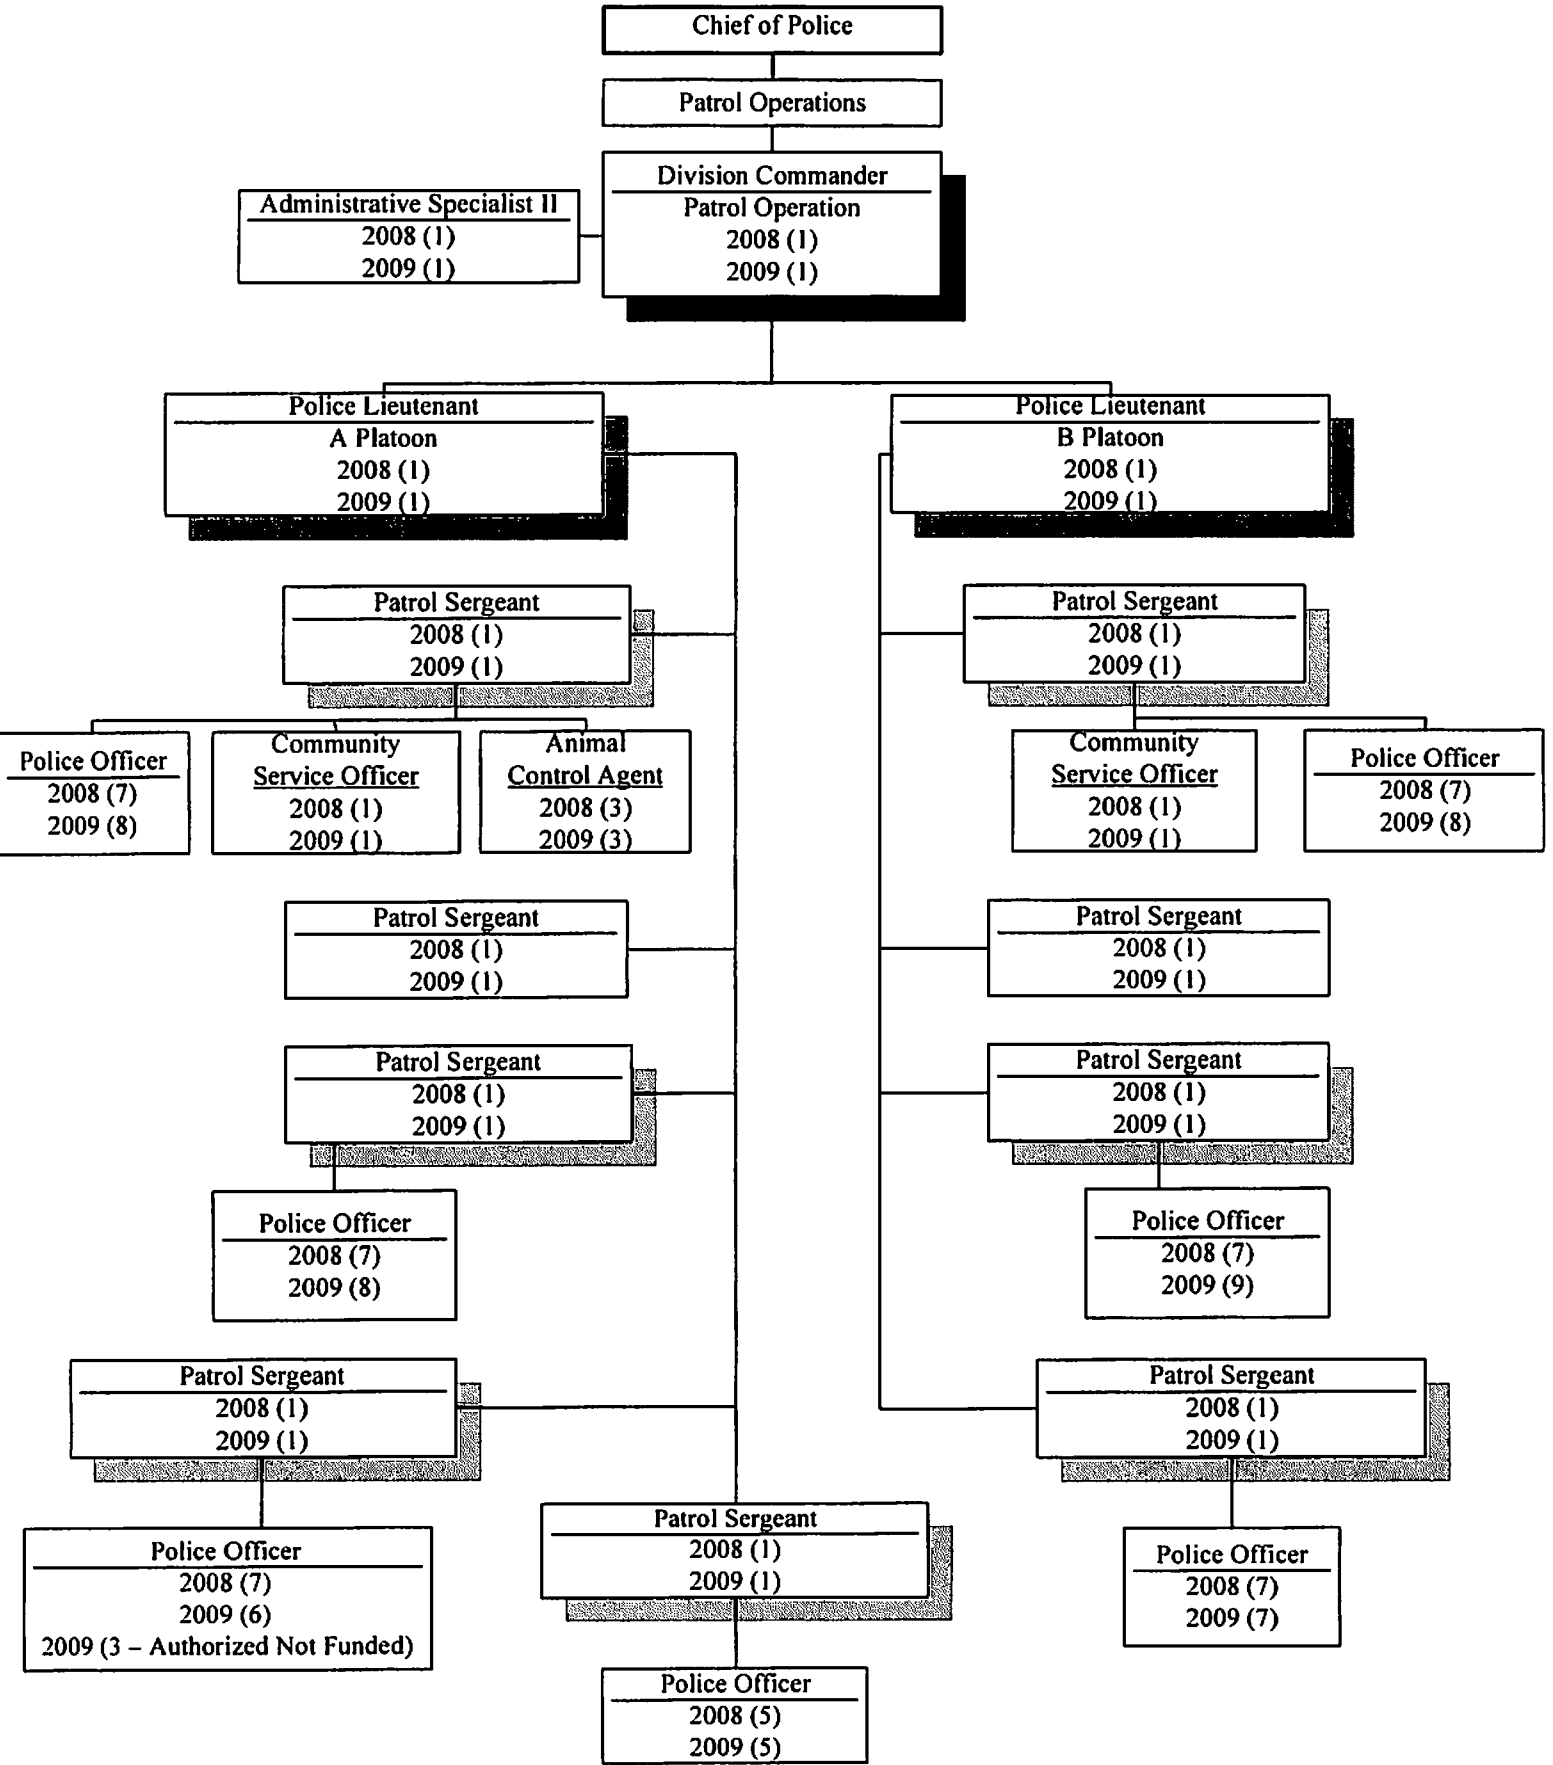 Chief of Police
Patrol Operations
Division Commander
Patrol Operation
2008 (1)
2009 (1)
Administrative Specialist II
2008 (1)
2009 (1)
Police Lieutenant
A Platoon
2008 (1)
2009 (1)
Police Lieutenant
B Platoon
2008 (1)
2009 (1)
Patrol Sergeant
2008 (1)
2009 (1)
Patrol Sergeant
2008 (1)
2009 (1)
Police Officer
2008 (7)
2009 (8)
Community
Service Officer
2008 (1)
2009 (1)
Animal
Control Agent
2008 (3)
2009 (3)
Community
Service Officer
2008 (1)
2009 (1)
Police Officer
2008 (7)
2009 (8)
Patrol Sergeant
2008 (1)
2009 (1)
Patrol Sergeant
2008 (1)
2009 (1)
Patrol Sergeant
2008 (1)
2009 (1)
Patrol Sergeant
2008 (1)
2009 (1)
Police Officer
2008 (7)
2009 (8)
Police Officer
2008 (7)
2009 (9)
Patrol Sergeant
2008 (1)
2009 (1)
Patrol Sergeant
2008 (1)
2009 (1)
Police Officer
2008 (7)
2009 (6)
2009 (3 – Authorized Not Funded)
Patrol Sergeant
2008 (1)
2009 (1)
Police Officer
2008 (7)
2009 (7)
Police Officer
2008 (5)
2009 (5)